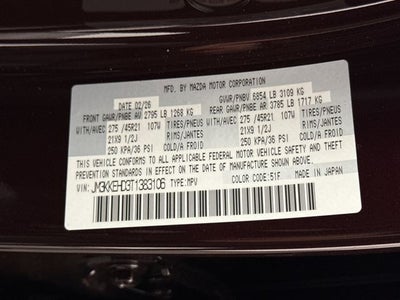 MFD. BY MAZDA MOTOR CORPORATION
DATE 02/26 GVWR/PNBV 6854 LB 3109 KG
FRONT GAWR/PNBE AV 2795 LB 1268 KG REAR GAWR/PNBE AR 3785 LB 1717 KG
WITH/AVEC 275/45R21 107W TIRES/PNEUS WITH/AVEC 275/45R21 107W TIRES/PNEUS
21X9 1/2J RIMS/JANTES 21X9 1/2J RIMS/JANTES
250 KPA/36 PSI COLD/A FROID 250 KPA/36 PSI COLD/A FROID
THIS VEHICLE CONFORMS TO ALL APPLICABLE FEDERAL MOTOR VEHICLE SAFETY
STANDARDS IN EFFECT ON THE DATE OF MANUFACTURE SHOWN ABOVE.
VIN: JM3KKEHD3T1383106 TYPE:MPV MADE IN JAPAN
COLOR CODE:51F